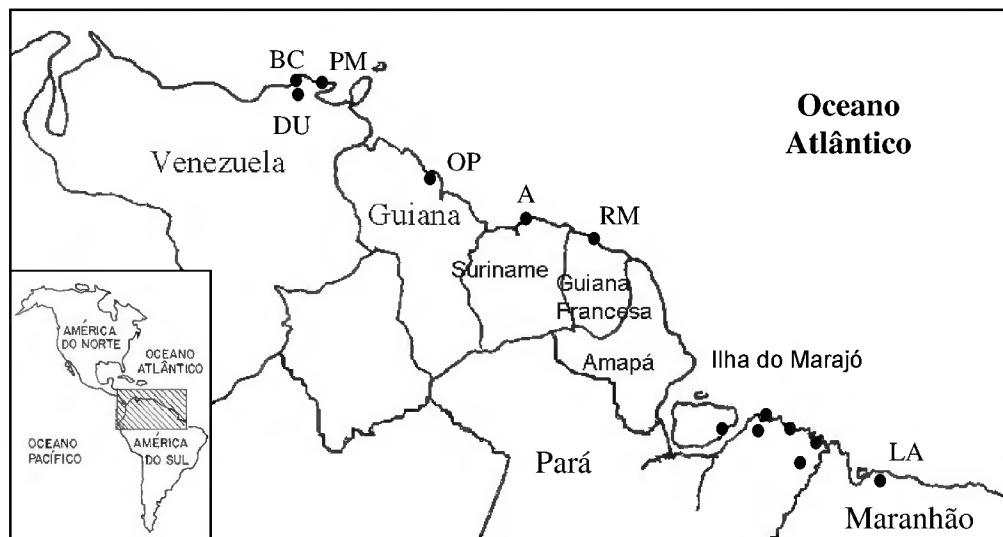 BC PM
Oceano
Atlântico
DU
Venezuela
OP
Guiana
A
RM
Suriname
Guiana
Francesa
Amapá
Ilha do Marajó
Pará
LA
Maranhão
AMÉRICA
DO NORTE
OCEANO
ATLÂNTICO
OCEANO
PACÍFICO
AMÉRICA
DO SUL